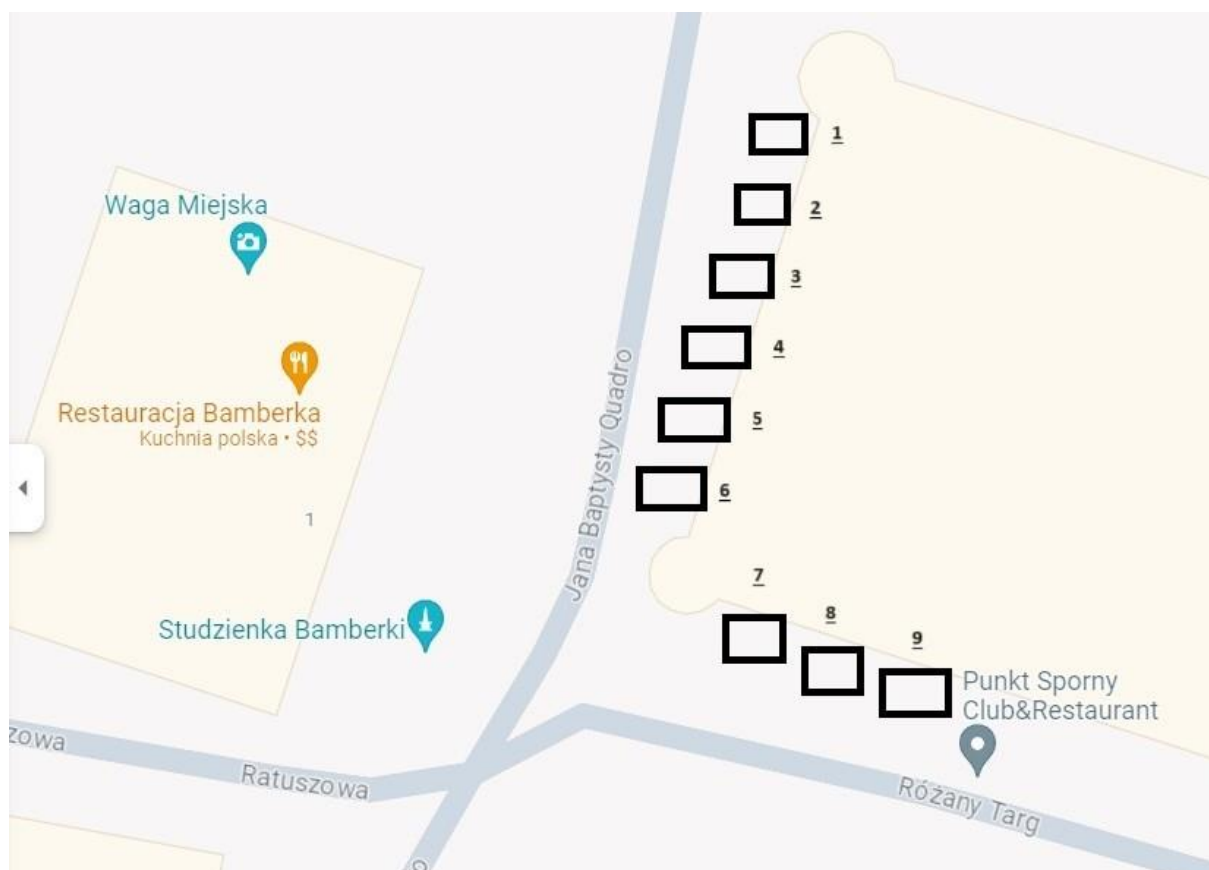 1
Waga Miejska
2
3
4
Restauracja Bamberka
Kuchnia polska • $$
5
Jana Baptysty Quadro
6
1
7
8
Studzienka Bamberki
9
Punkt Sporny
Club&Restaurant
zowa
Ratuszowa
Różany Targ
o